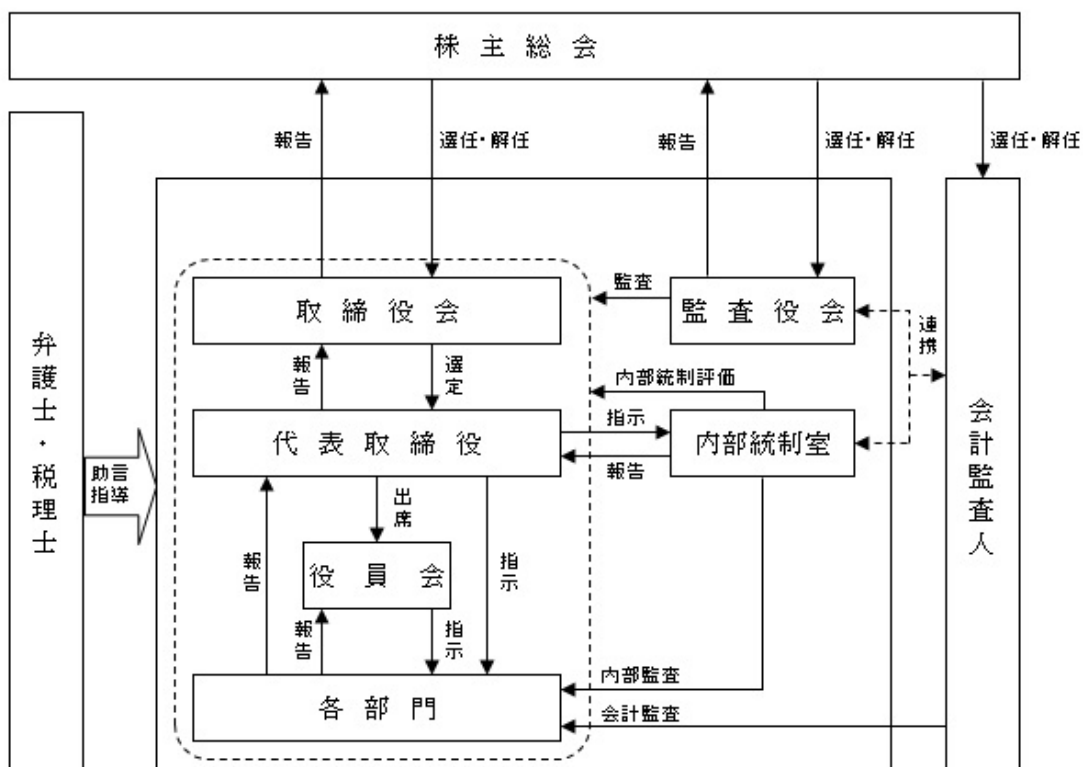 株主総会
報告
選任・解任
報告
選任・解任
選任・解任
取締役会
監査
監査役会
連携
報告
選定
内部統制評価
代表取締役
指示
報告
内部統制室
弁護士・税理士
助言
指導
会計監査人
出席
報告
役員会
指示
報告
指示
内部監査
各部門
会計監査